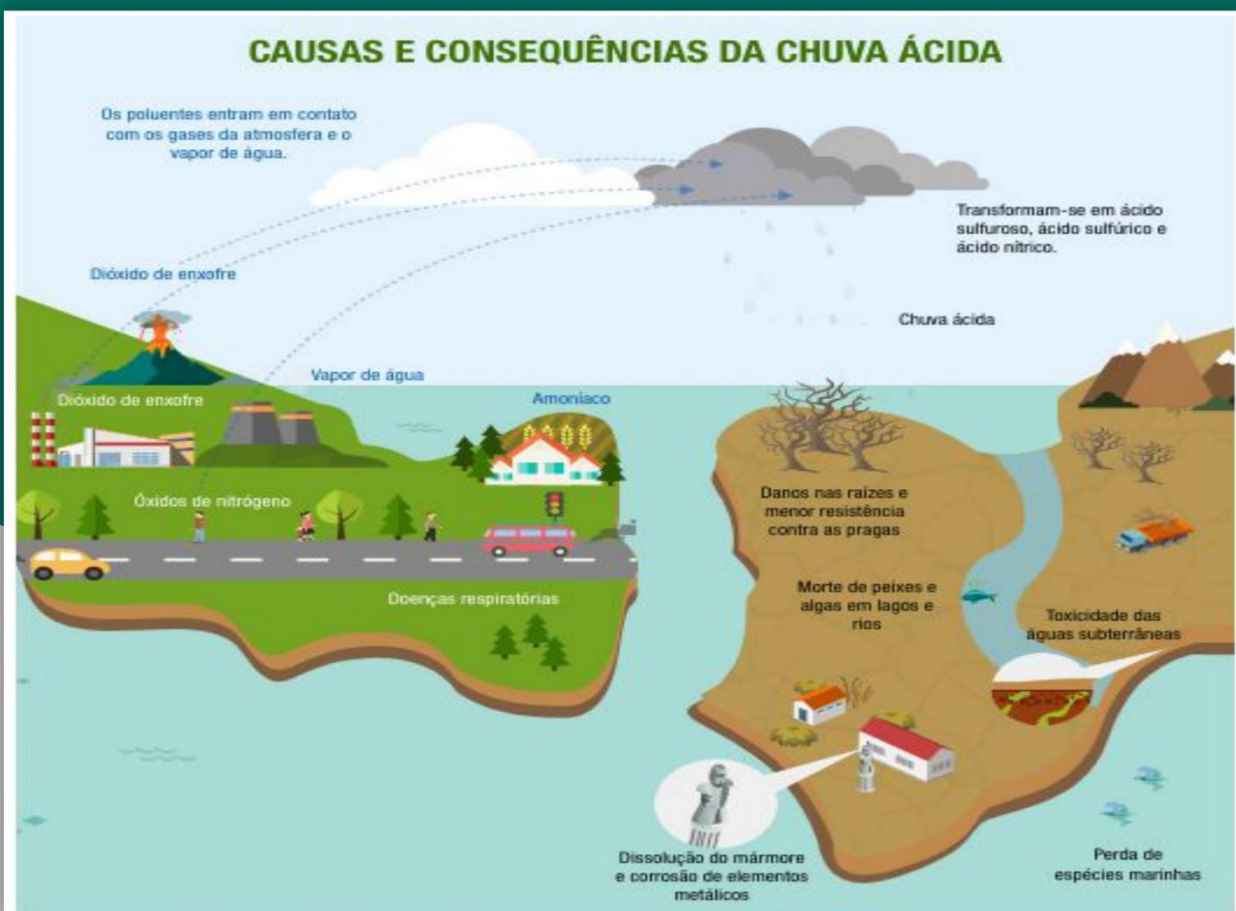 CAUSAS E CONSEQUÊNCIAS DA CHUVA ÁCIDA
Os poluentes entram em contato
com os gases da atmosfera e o
vapor de água.
Transformam-se em ácido
sulfuroso, ácido sulfúrico e
ácido nítrico.
Dióxido de enxofre
Chuva ácida
Vapor de água
Dióxido de enxofre
Amoníaco
Óxidos de nitrógeno
Danos nas raízes e
menor resistência
contra as pragas
Doenças respiratórias
Morte de peixes e
algas em lagos e
rios
Toxicidade das
águas subterrâneas
Dissolução do mármore
e corrosão de elementos
metálicos
Perda de
espécies marinhas